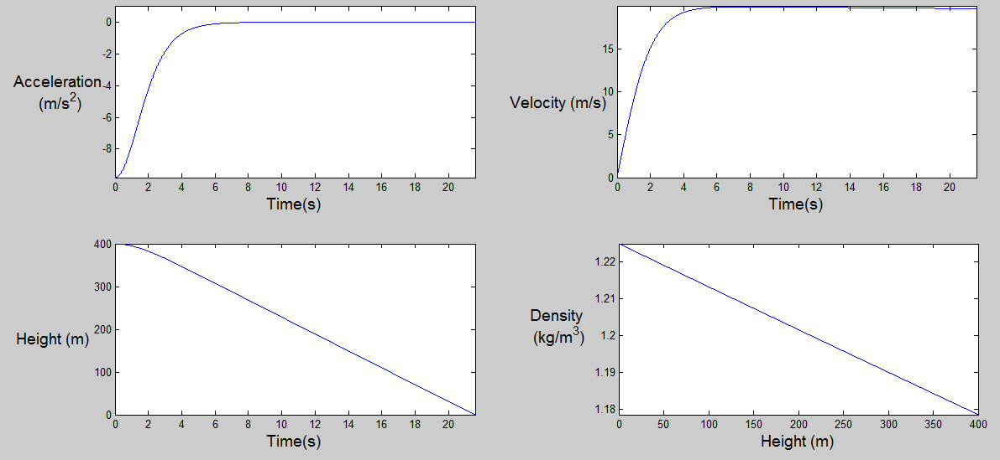 0
-2
-4
-6
-8
Acceleration
(m/s2)
0 2 4 6 8 10 12 14 16 18 20
Time(s)
15
10
5
0
Velocity (m/s)
0 2 4 6 8 10 12 14 16 18 20
Time(s)
400
300
200
100
0
Height (m)
0 2 4 6 8 10 12 14 16 18 20
Time(s)
1.22
1.21
1.2
1.19
1.18
Density
(kg/m3)
0 50 100 150 200 250 300 350 400
Height (m)